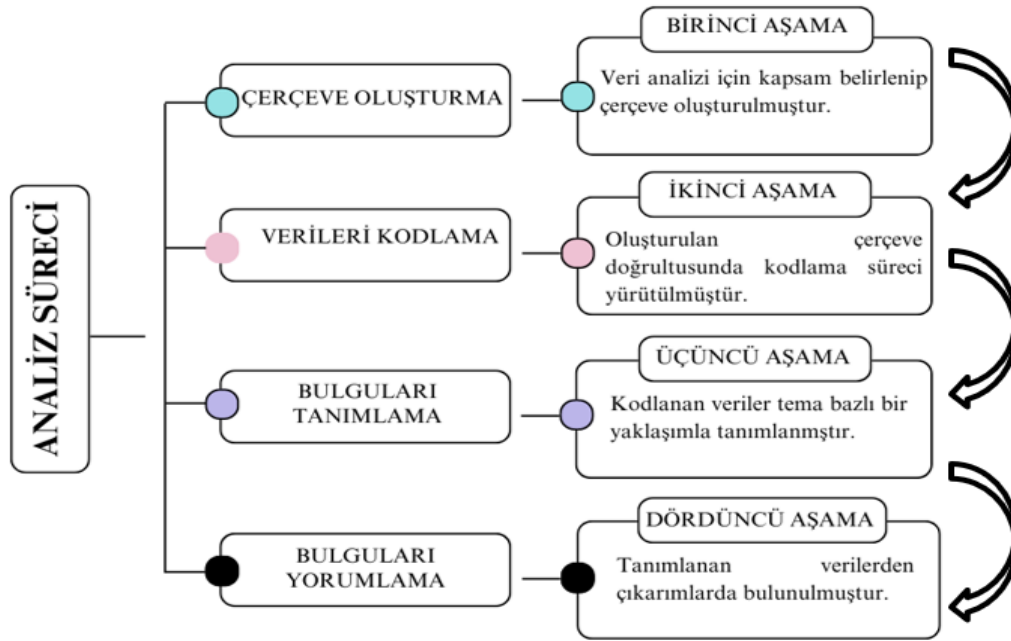 ANALİZ SÜRECİ
ÇERÇEVE OLUŞTURMA
BİRİNCİ AŞAMA
Veri analizi için kapsam belirlenip
çerçeve oluşturulmuştur.
VERİLERİ KODLAMA
İKİNCİ AŞAMA
Oluşturulan çerçeve
doğrultusunda kodlama süreci
yürütülmüştür.
BULGULARI
TANIMLAMA
ÜÇÜNCÜ AŞAMA
Kodlanan veriler tema bazlı bir
yaklaşımla tanımlanmştır.
BULGULARI
YORUMLAMA
DÖRDÜNCÜ AŞAMA
Tanımlanan verilerden
çıkarımlarda bulunulmuştur.